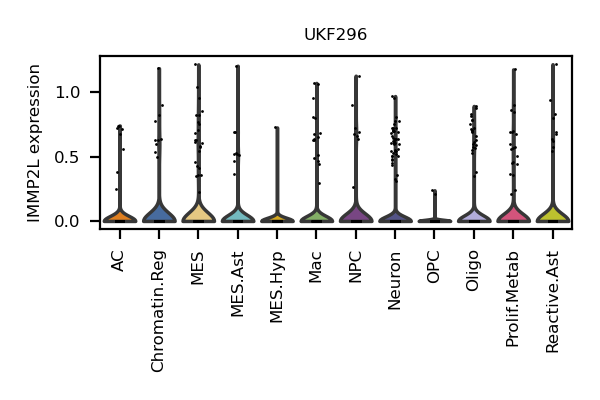 UKF296
IMMP2L expression
1.0
0.5
0.0
AC
Chromatin.Reg
MES
MES.Ast
MES.Hyp
Mac
NPC
Neuron
OPC
Oligo
Prolif.Metab
Reactive.Ast